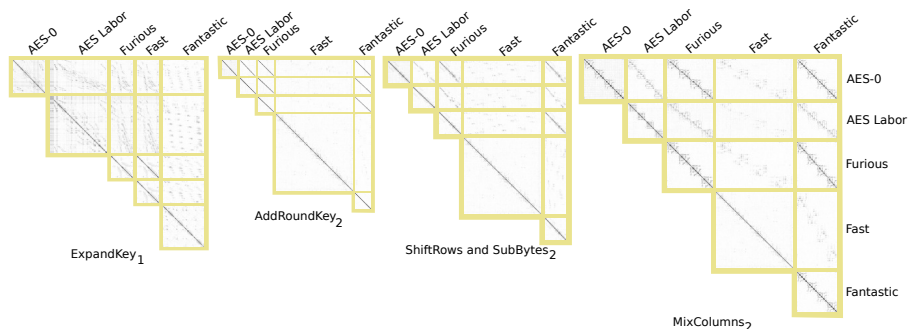 AES-0 AES Labor Furious Fast Fantastic
AES-0 AES Labor Furious Fast Fantastic
AES-0 AES Labor Furious Fast Fantastic
AES-0 AES Labor Furious Fast Fantastic
AES-0
AES Labor
Furious
Fast
Fantastic
ExpandKey1
AddRoundKey2
ShiftRows and SubBytes2
MixColumns2